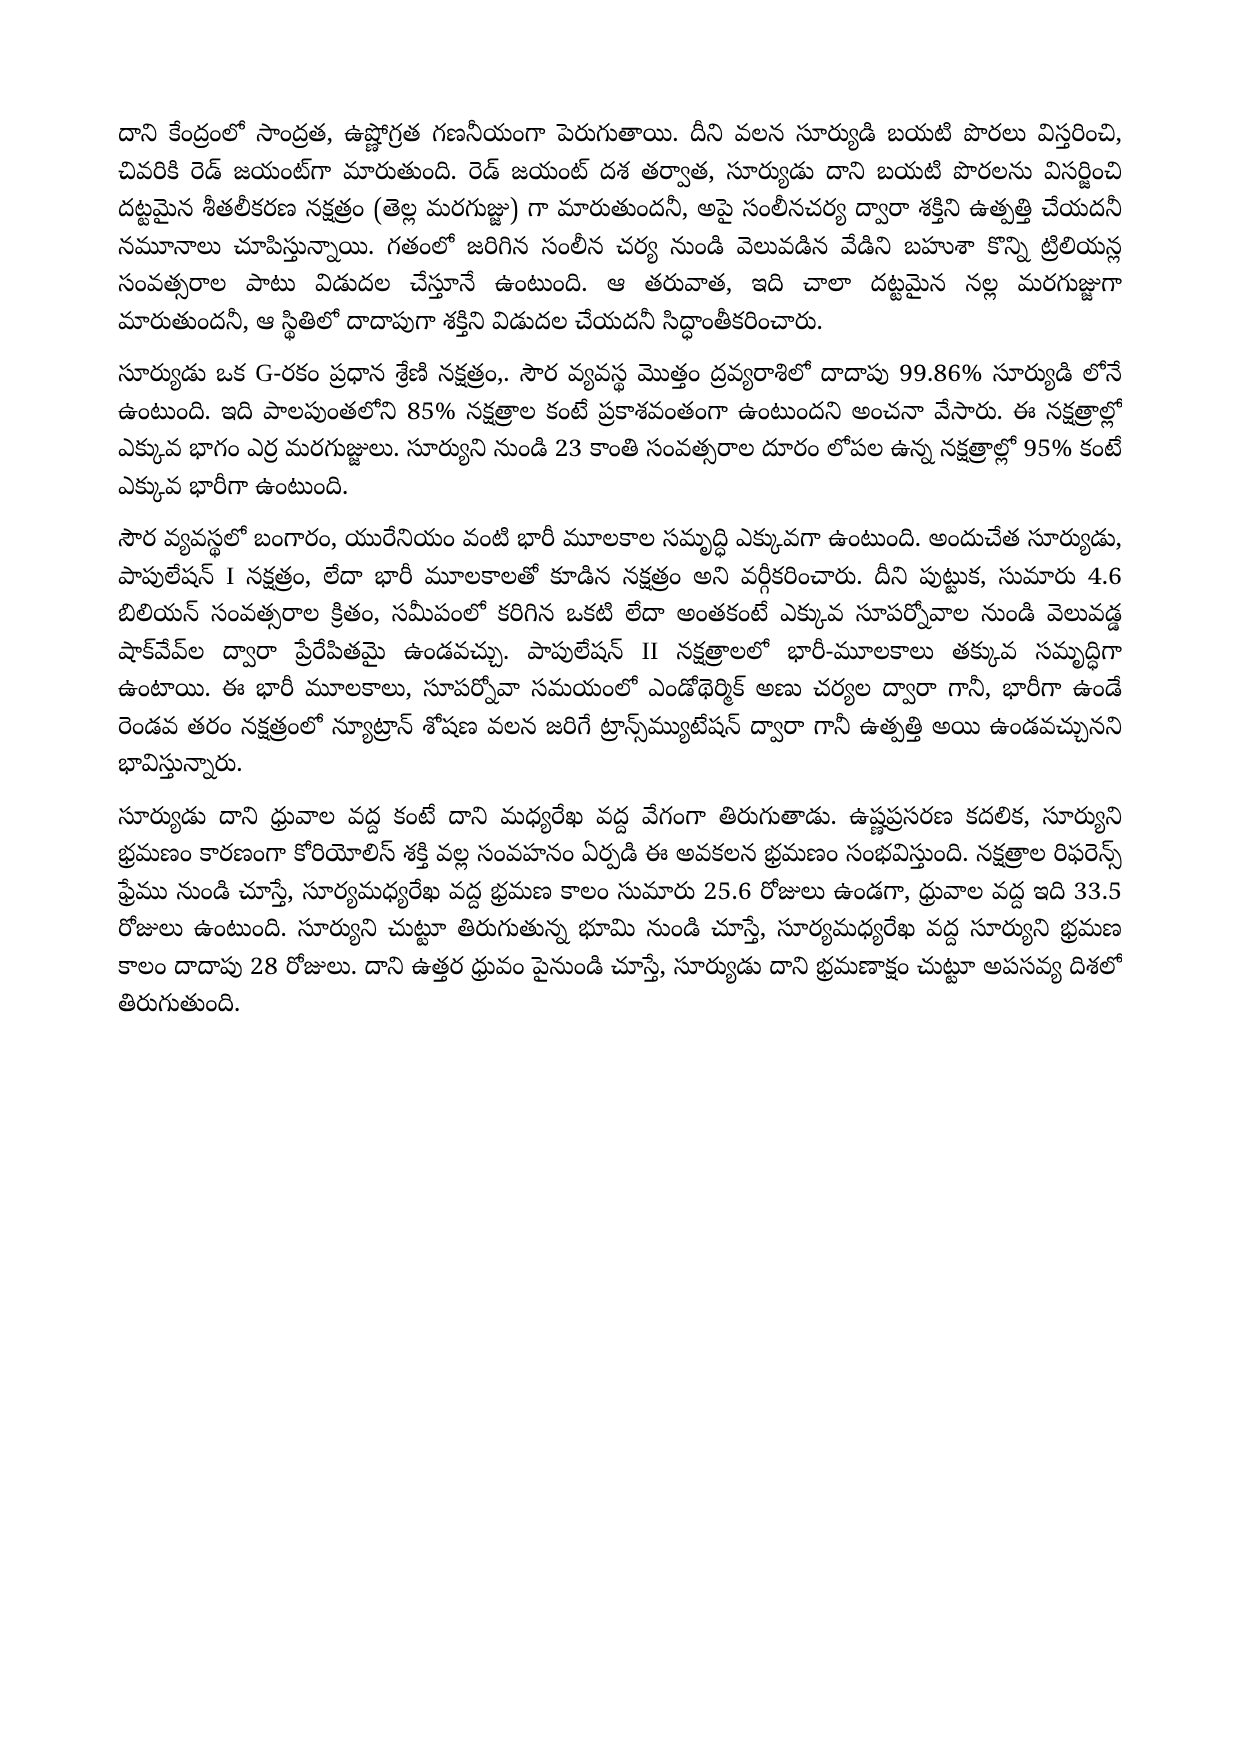 దాని కేంద్రంలో సాంద్రత, ఉష్ణోగ్రత గణనీయంగా పెరుగుతాయి. దీని వలన సూర్యుడి బయటి పొరలు విస్తరించి,
చివరికి రెడ్ జయంట్‌గా మారుతుంది. రెడ్ జయంట్ దశ తర్వాత, సూర్యుడు దాని బయటి పొరలను విసర్జించి
దట్టమైన శీతలీకరణ నక్షత్రం (తెల్ల మరగుజ్జు) గా మారుతుందనీ, అపై సంలీనచర్య ద్వారా శక్తిని ఉత్పత్తి చేయదనీ
నమూనాలు చూపిస్తున్నాయి. గతంలో జరిగిన సంలీన చర్య నుండి వెలువడిన వేడిని బహుశా కొన్ని ట్రిలియన్ల
సంవత్సరాల పాటు విడుదల చేస్తూనే ఉంటుంది. ఆ తరువాత, ఇది చాలా దట్టమైన నల్ల మరగుజ్జుగా
మారుతుందనీ, ఆ స్థితిలో దాదాపుగా శక్తిని విడుదల చేయదనీ సిద్ధాంతీకరించారు.
సూర్యుడు ఒక G-రకం ప్రధాన శ్రేణి నక్షత్రం,. సౌర వ్యవస్థ మొత్తం ద్రవ్యరాశిలో దాదాపు 99.86% సూర్యుడి లోనే
ఉంటుంది. ఇది పాలపుంతలోని 85% నక్షత్రాల కంటే ప్రకాశవంతంగా ఉంటుందని అంచనా వేసారు. ఈ నక్షత్రాల్లో
ఎక్కువ భాగం ఎర్ర మరగుజ్జులు. సూర్యుని నుండి 23 కాంతి సంవత్సరాల దూరం లోపల ఉన్న నక్షత్రాల్లో 95% కంటే
ఎక్కువ భారీగా ఉంటుంది.
సౌర వ్యవస్థలో బంగారం, యురేనియం వంటి భారీ మూలకాల సమృద్ధి ఎక్కువగా ఉంటుంది. అందుచేత సూర్యుడు,
పాపులేషన్ I నక్షత్రం, లేదా భారీ మూలకాలతో కూడిన నక్షత్రం అని వర్గీకరించారు. దీని పుట్టుక, సుమారు 4.6
బిలియన్ సంవత్సరాల క్రితం, సమీపంలో కరిగిన ఒకటి లేదా అంతకంటే ఎక్కువ సూపర్నోవాల నుండి వెలువడ్డ
షాక్‌వేవ్‌ల ద్వారా ప్రేరేపితమై ఉండవచ్చు. పాపులేషన్ II నక్షత్రాలలో భారీ-మూలకాలు తక్కువ సమృద్ధిగా
ఉంటాయి. ఈ భారీ మూలకాలు, సూపర్నోవా సమయంలో ఎండోథెర్మిక్ అణు చర్యల ద్వారా గానీ, భారీగా ఉండే
రెండవ తరం నక్షత్రంలో న్యూట్రాన్ శోషణ వలన జరిగే ట్రాన్స్‌మ్యుటేషన్ ద్వారా గానీ ఉత్పత్తి అయి ఉండవచ్చునని
భావిస్తున్నారు.
సూర్యుడు దాని ధ్రువాల వద్ద కంటే దాని మధ్యరేఖ వద్ద వేగంగా తిరుగుతాడు. ఉష్ణప్రసరణ కదలిక, సూర్యుని
భ్రమణం కారణంగా కోరియోలిస్ శక్తి వల్ల సంవహనం ఏర్పడి ఈ అవకలన భ్రమణం సంభవిస్తుంది. నక్షత్రాల రిఫరెన్స్
ఫ్రేము నుండి చూస్తే, సూర్యమధ్యరేఖ వద్ద భ్రమణ కాలం సుమారు 25.6 రోజులు ఉండగా, ధ్రువాల వద్ద ఇది 33.5
రోజులు ఉంటుంది. సూర్యుని చుట్టూ తిరుగుతున్న భూమి నుండి చూస్తే, సూర్యమధ్యరేఖ వద్ద సూర్యుని భ్రమణ
కాలం దాదాపు 28 రోజులు. దాని ఉత్తర ధ్రువం పైనుండి చూస్తే, సూర్యుడు దాని భ్రమణాక్షం చుట్టూ అపసవ్య దిశలో
తిరుగుతుంది.